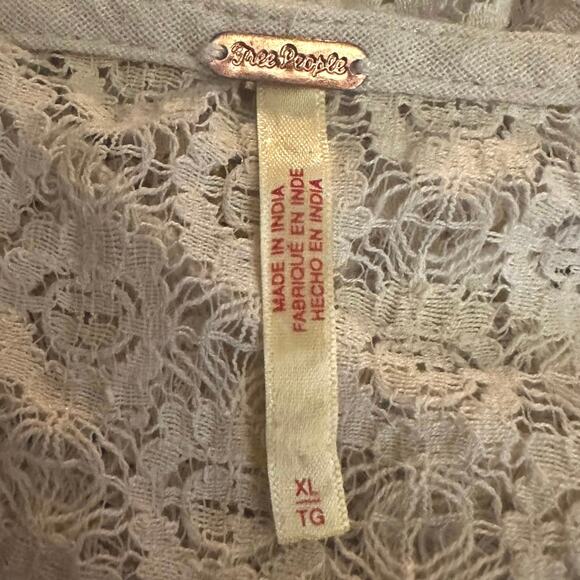 Free People
MADE IN INDIA
FABRIQUÉ EN INDE
HECHO EN INDIA
XL
TG